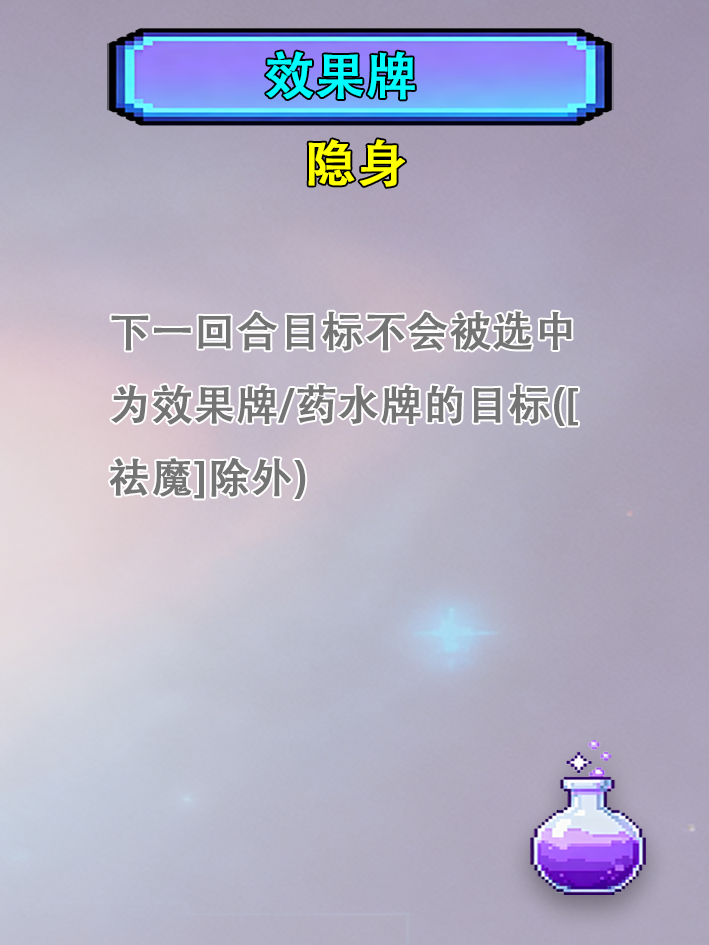 效果牌
隐身
下一回合目标不会被选中
为效果牌/药水牌的目标([
祛魔]除外)